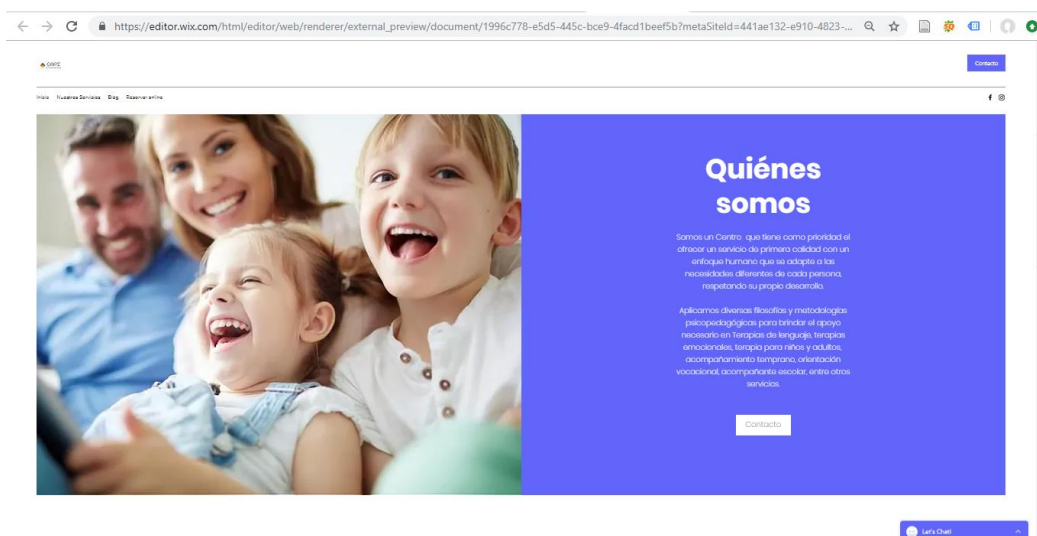 https://editor.wix.com/html/editor/web/renderer/external_preview/document/1996c778-e5d5-445c-bce9-4facd1beef5b?metaSiteId=441ae132-e910-4823-...
Contacto
Inicio Nuestros Servicios Blog Reservar online
Quiénes
somos
Somos un Centro que tiene como prioridad el
ofrecer un servicio de primera calidad con un
enfoque humano que se adapte a las
necesidades diferentes de cada persona,
respetando su propio desarrollo.
Aplicamos diversas filosofías y metodologías
psicopedagógicas para brindar el apoyo
necesario en Terapias de lenguaje, terapias
emocionales, terapia para niños y adultos,
acompañamiento temprano, orientación
vocacional, acompañante escolar, entre otros
servicios.
Contacto
Let's Chat!